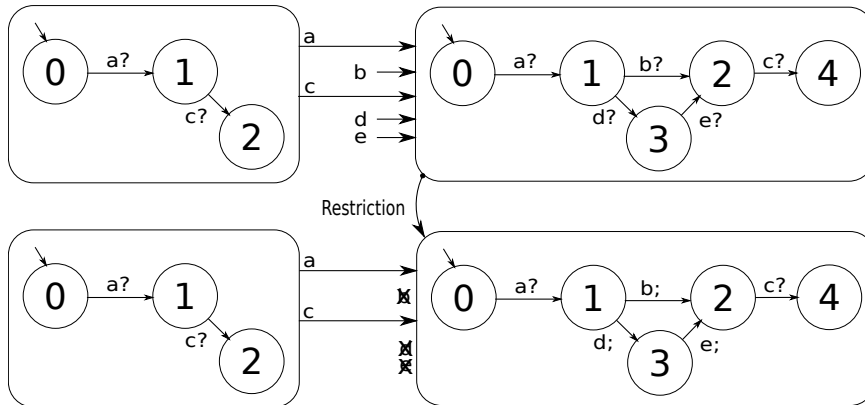 a
0 a? 1 b a? b? c?
0 1 2 4
c
c? 2 d d? 3 e?
e
Restriction
a
0 a? 1 b 0 a? 1 b; 2 c? 4
c
c? 2 d d; 3 e;
e